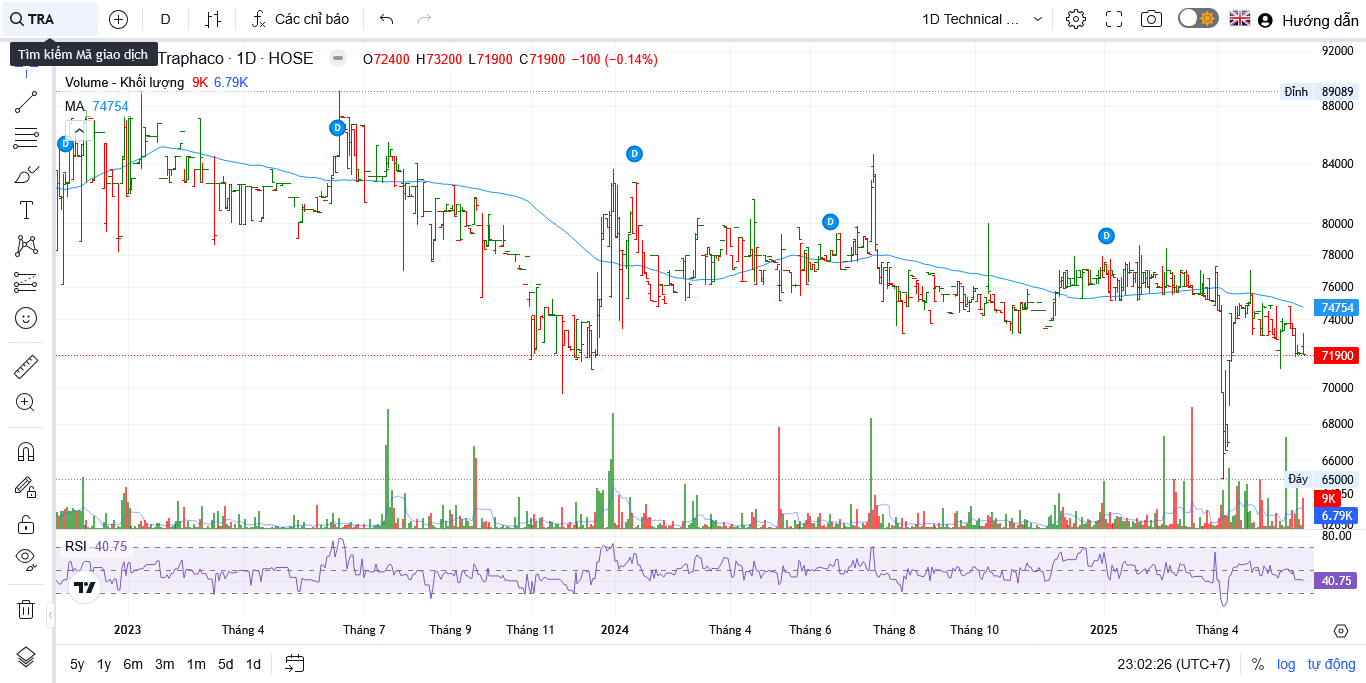 TRA
D
Các chỉ báo
1D Technical ...
Hướng dẫn
Tìm kiếm Mã giao dịch
Traphaco · 1D · HOSE
O72400 H73200 L71900 C71900 −100 (−0.14%)
Volume - Khối lượng 9K 6.79K
MA 74754
D
D
D
D
D
92000
Đỉnh 89089
88000
84000
80000
78000
76000
74754
74000
71900
70000
68000
66000
Đáy 65000
9K
6.79K
RSI 40.75
80.00
40.75
2023
Tháng 4
Tháng 7
Tháng 9
Tháng 11
2024
Tháng 4
Tháng 6
Tháng 8
Tháng 10
2025
Tháng 4
5y 1y 6m 3m 1m 5d 1d
23:02:26 (UTC+7)
% log tự động